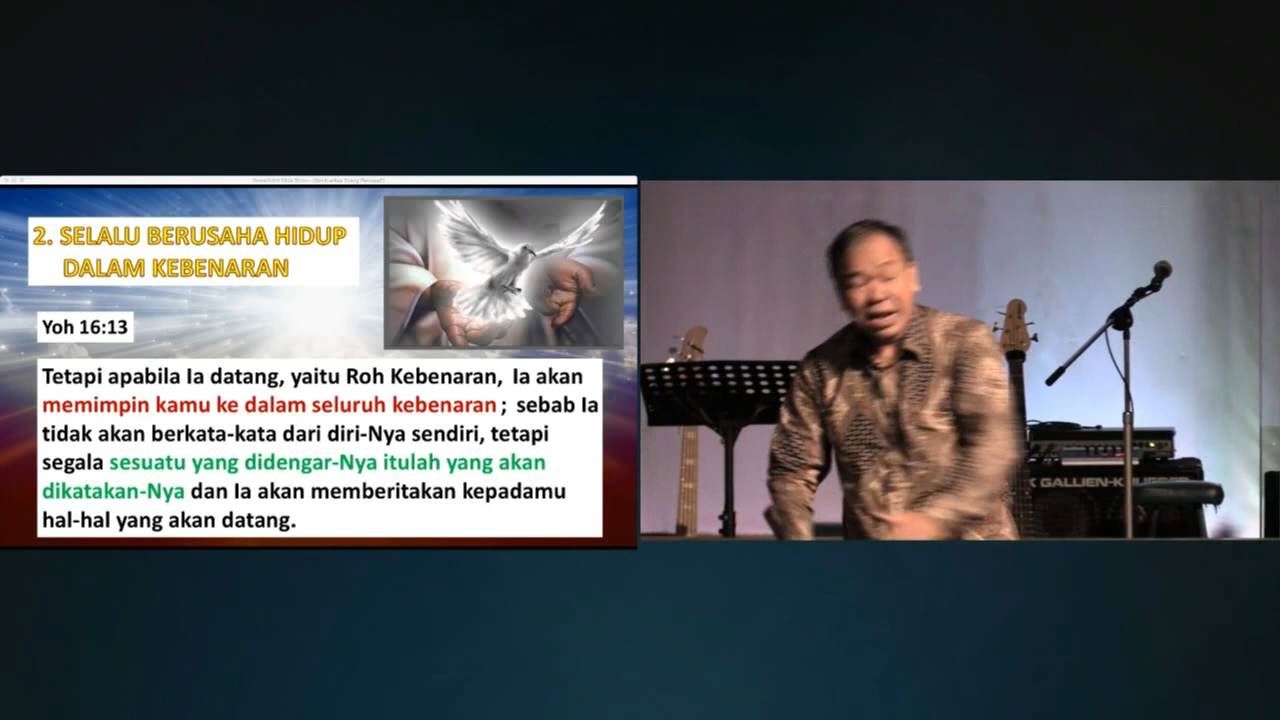 2. SELALU BERUSAHA HIDUP
DALAM KEBENARAN
Yoh 16:13
Tetapi apabila Ia datang, yaitu Roh Kebenaran, Ia akan
memimpin kamu ke dalam seluruh kebenaran ; sebab Ia
tidak akan berkata-kata dari diri-Nya sendiri, tetapi
segala sesuatu yang didengar-Nya itulah yang akan
dikatakan-Nya dan Ia akan memberitakan kepadamu
hal-hal yang akan datang.
GALLIEN-KRUEGER